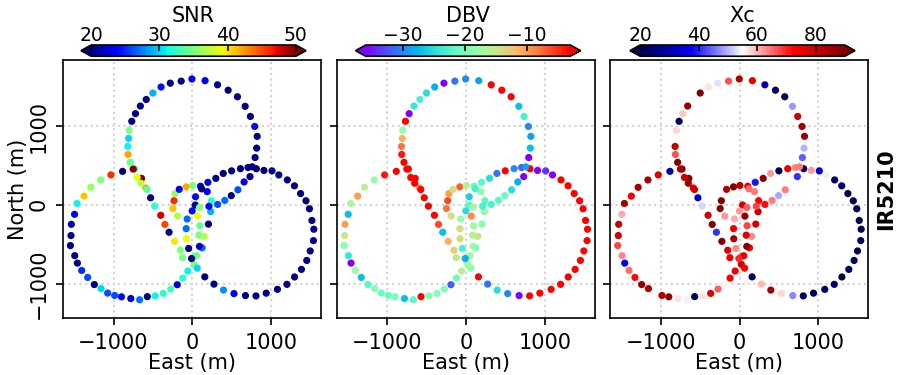 SNR DBV Xc
20 30 40 50 −30 −20 −10 20 40 60 80
North (m)
1000
0
−1000
IR5210
−1000 0 1000 −1000 0 1000 −1000 0 1000
East (m) East (m) East (m)